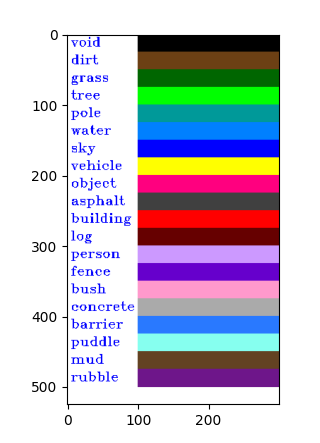 0
void
dirt
grass
tree
100
pole
water
sky
vehicle
200
object
asphalt
building
log
300
person
fence
bush
concrete
400
barrier
puddle
mud
rubble
500
0 100 200